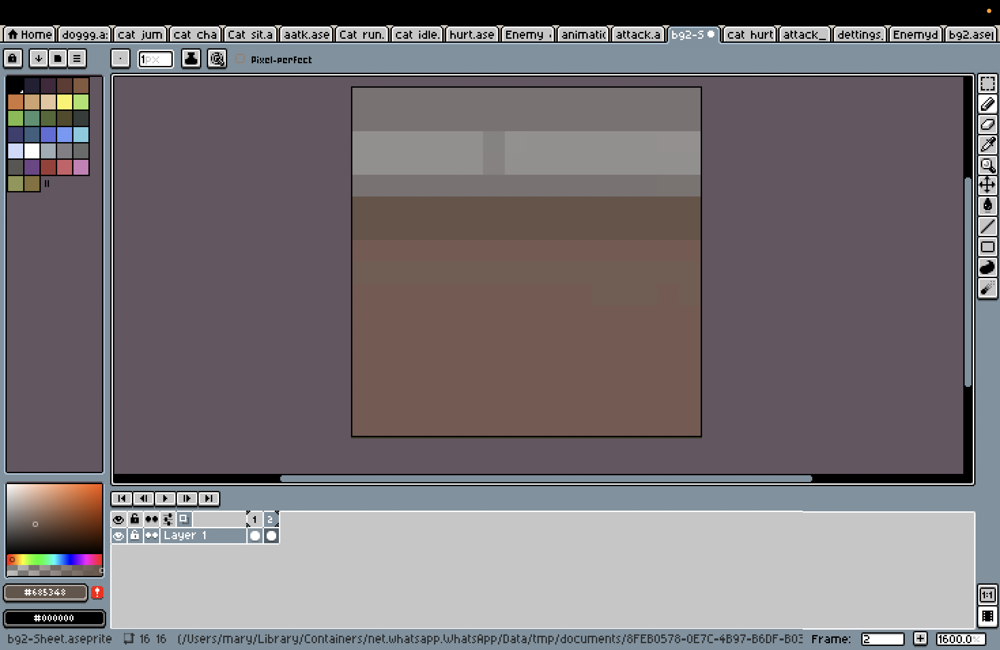 Home doggg.a: cat jum cat cha Cat sit.a aatk.ase Cat run. cat idle. hurt.ase Enemy animatic attack.a bg2-S cat hurt attack_ dettings. Enemyd bg2.asep
1px Pixel-perfect
1 2
Layer 1
#685348
#000000
1:1
bg2-Sheet.aseprite 16 16 (/Users/mary/Library/Containers/net.whatsapp.WhatsApp/Data/tmp/documents/8FEB0578-0E7C-4B97-B6DF-B03 Frame: 2 + 1600.0%